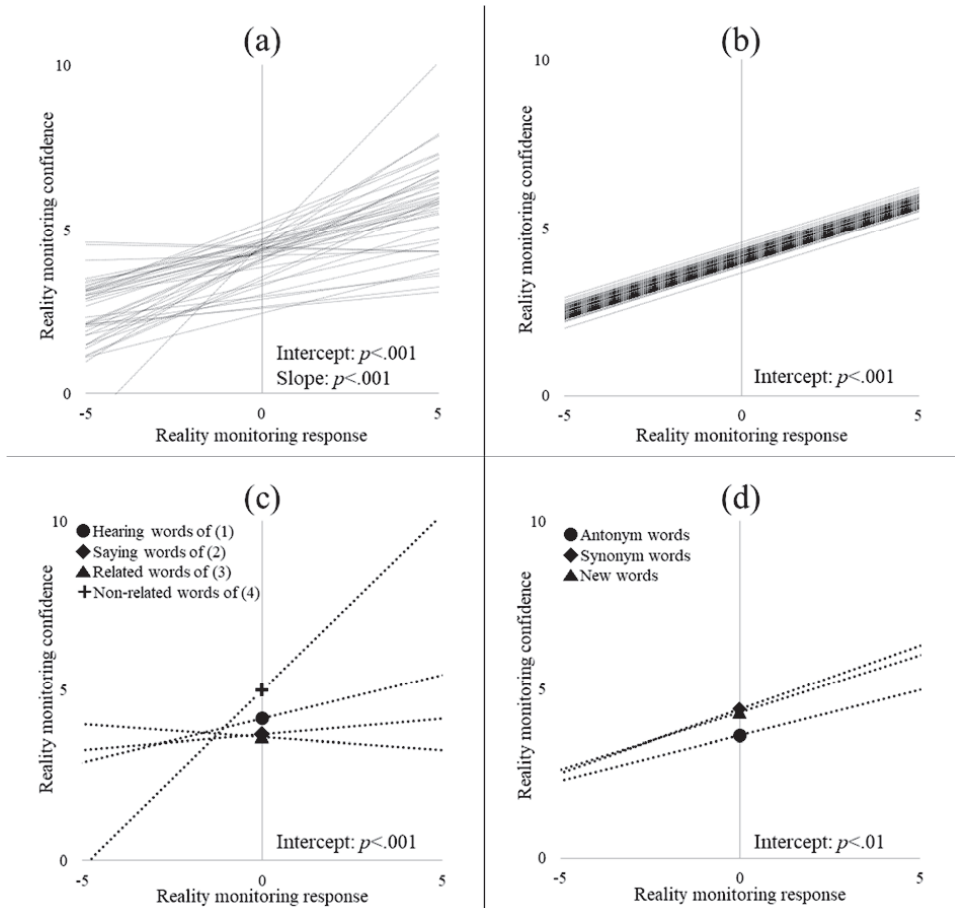 (a)
10
5
0
-5
0
5
Reality monitoring confidence
Reality monitoring response
Intercept: p<.001
Slope: p<.001
(b)
10
5
0
-5
0
5
Reality monitoring confidence
Reality monitoring response
Intercept: p<.001
(c)
10
5
0
-5
0
5
Hearing words of (1)
Saying words of (2)
Related words of (3)
Non-related words of (4)
Reality monitoring confidence
Reality monitoring response
Intercept: p<.001
(d)
10
5
0
-5
0
5
Antonym words
Synonym words
New words
Reality monitoring confidence
Reality monitoring response
Intercept: p<.01